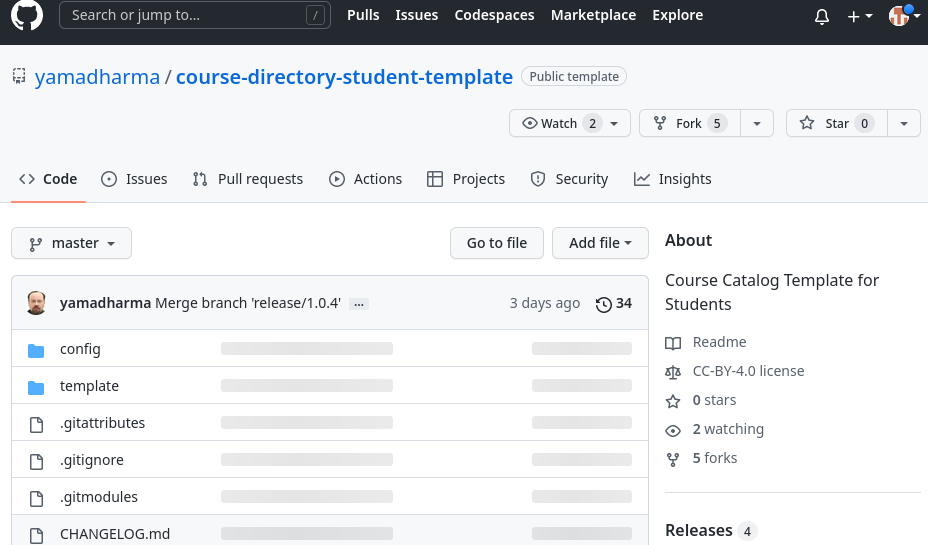 Search or jump to... / Pulls Issues Codespaces Marketplace Explore
yamadharma / course-directory-student-template Public template
Watch 2 Fork 5 Star 0
Code Issues Pull requests Actions Projects Security Insights
master Go to file Add file
yamadharma Merge branch 'release/1.0.4' ... 3 days ago 34
config
template
.gitattributes
.gitignore
.gitmodules
CHANGELOG.md
About
Course Catalog Template for
Students
Readme
CC-BY-4.0 license
0 stars
2 watching
5 forks
Releases 4